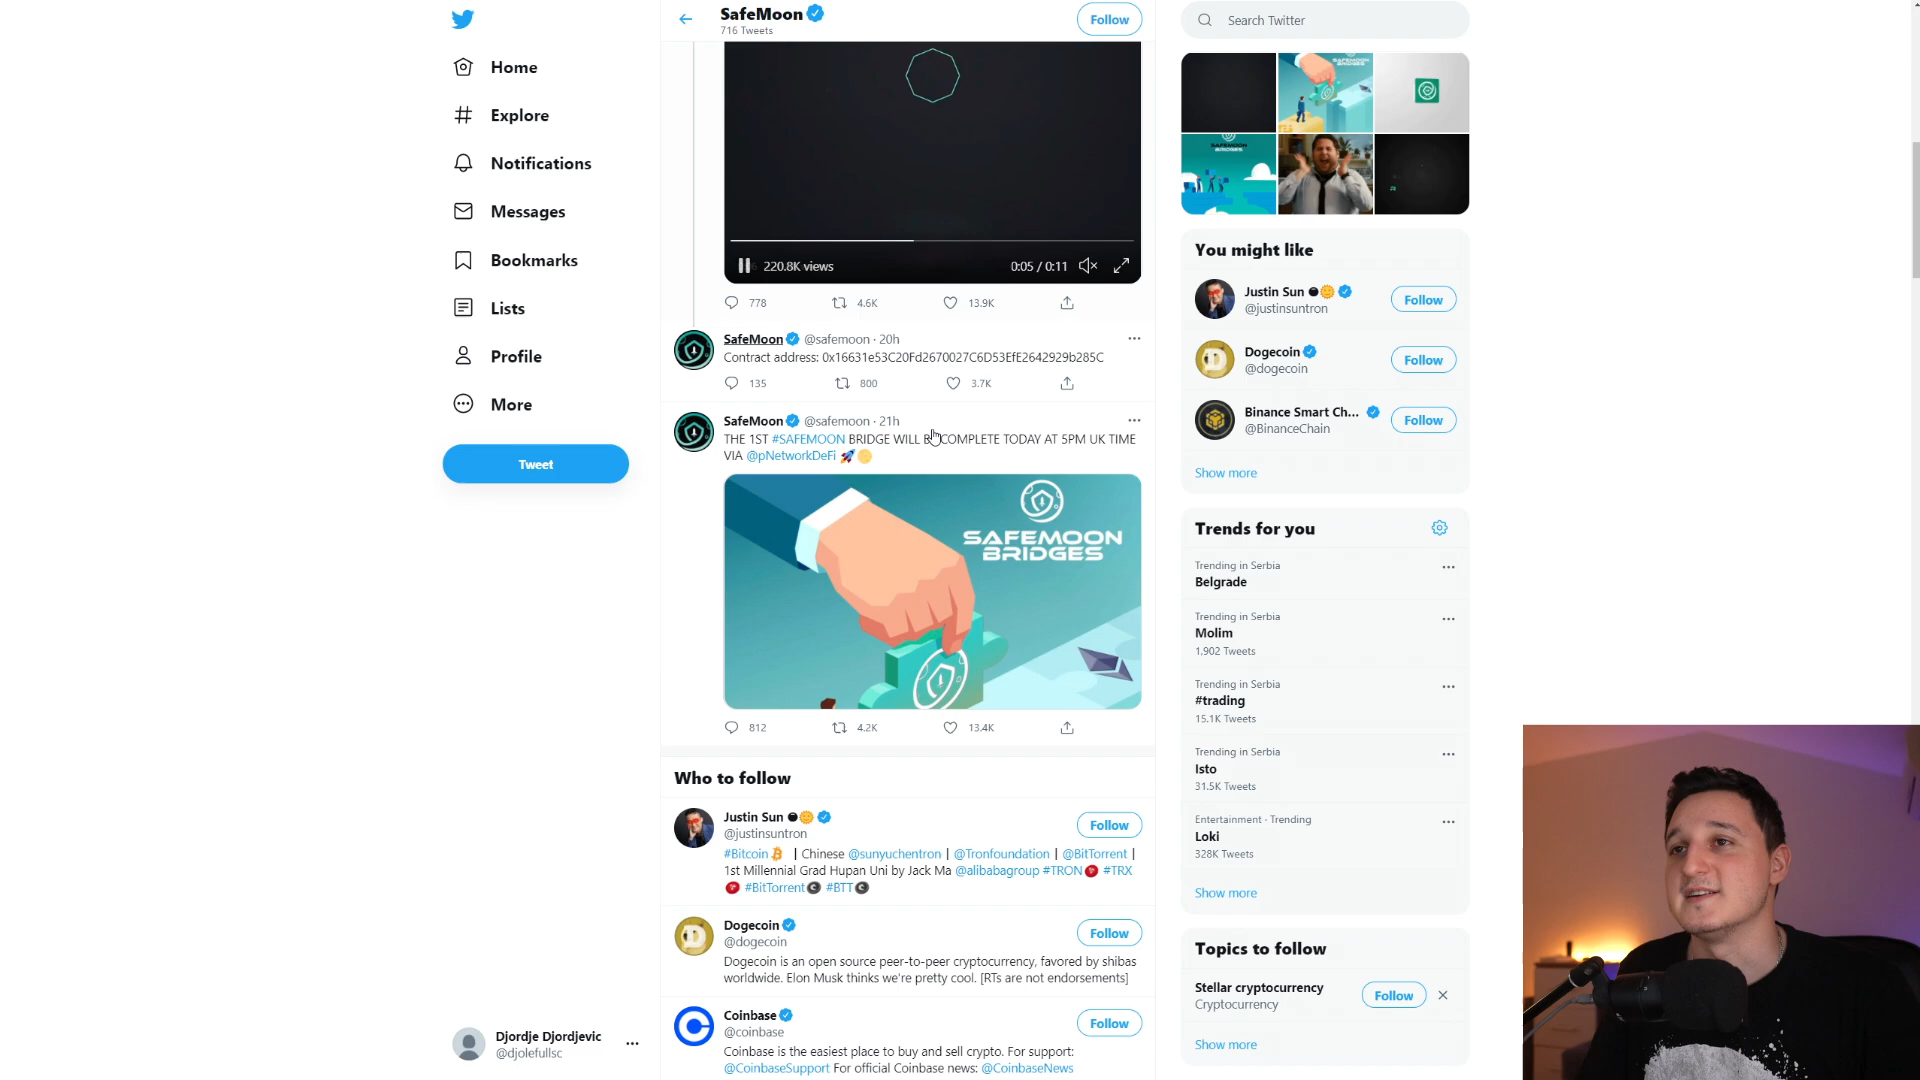 SafeMoon
716 Tweets
Follow
Search Twitter
Home
Explore
Notifications
Messages
Bookmarks
Lists
Profile
More
Tweet
Djordje Djordjevic
@djolefullsc
220.8K views
0:05 / 0:11
778
4.6K
13.9K
SafeMoon @safemoon · 20h
Contract address: 0x16631e53C20Fd2670027C6D53EfE2642929b285C
135
800
3.7K
SafeMoon @safemoon · 21h
THE 1ST #SAFEMOON BRIDGE WILL B COMPLETE TODAY AT 5PM UK TIME
VIA @pNetworkDeFi
SAFEMOON
BRIDGES
812
4.2K
13.4K
Who to follow
Justin Sun
@justinsuntron
Follow
#Bitcoin | Chinese @sunyuchentron | @Tronfoundation | @BitTorrent |
1st Millennial Grad Hupan Uni by Jack Ma @alibabagroup #TRON #TRX
#BitTorrent #BTT
Dogecoin
@dogecoin
Follow
Dogecoin is an open source peer-to-peer cryptocurrency, favored by shibas
worldwide. Elon Musk thinks we're pretty cool. [RTs are not endorsements]
Coinbase
@coinbase
Follow
Coinbase is the easiest place to buy and sell crypto. For support:
@CoinbaseSupport For official Coinbase news: @CoinbaseNews
SAFEMOON
BRIDGES
SAFEMOON
BRIDGES
You might like
Justin Sun
@justinsuntron
Follow
Dogecoin
@dogecoin
Follow
Binance Smart Ch...
@BinanceChain
Follow
Show more
Trends for you
Trending in Serbia
Belgrade
Trending in Serbia
Molim
1,902 Tweets
Trending in Serbia
#trading
15.1K Tweets
Trending in Serbia
Isto
31.5K Tweets
Entertainment · Trending
Loki
328K Tweets
Show more
Topics to follow
Stellar cryptocurrency
Cryptocurrency
Follow
Show more